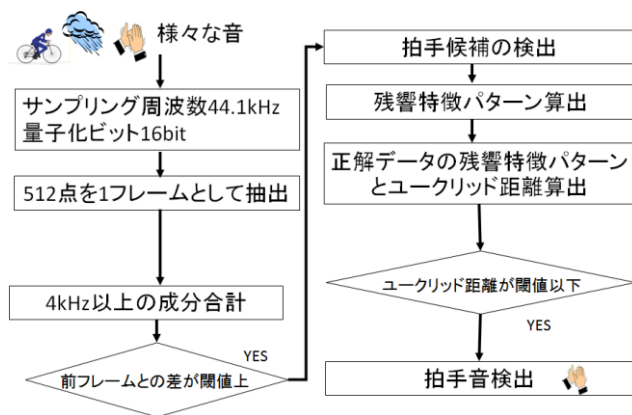 様々な音
サンプリング周波数44.1kHz
量子化ビット16bit
512点を1フレームとして抽出
4kHz以上の成分合計
前フレームとの差が閾値上
YES
拍手候補の検出
残響特徴パターン算出
正解データの残響特徴パターン
とユークリッド距離算出
ユークリッド距離が閾値以下
YES
拍手音検出